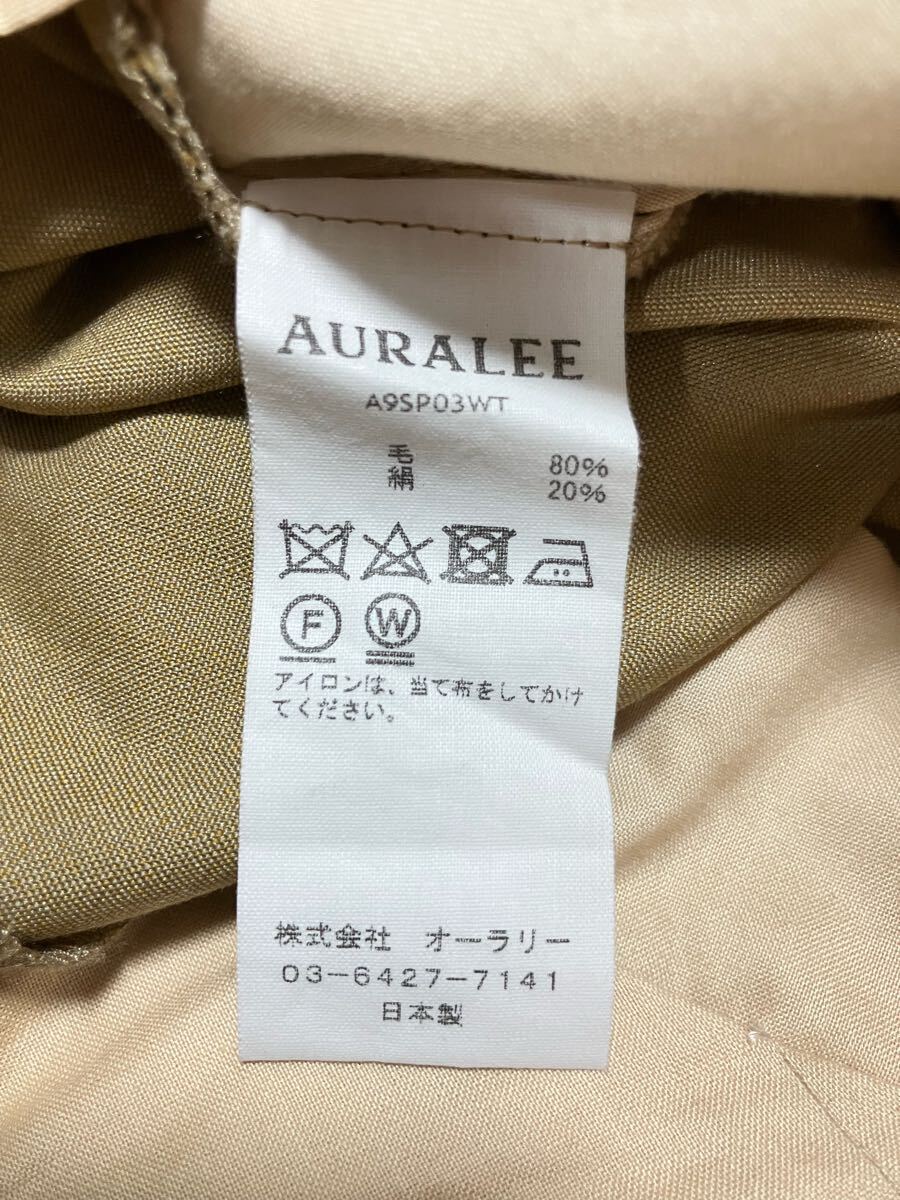 AURALEE
A9SP03WT
毛 80%
絹 20%
F W
アイロンは、当て布をしてかけ
てください。
株式会社 オーラリー
03-6427-7141
日本製